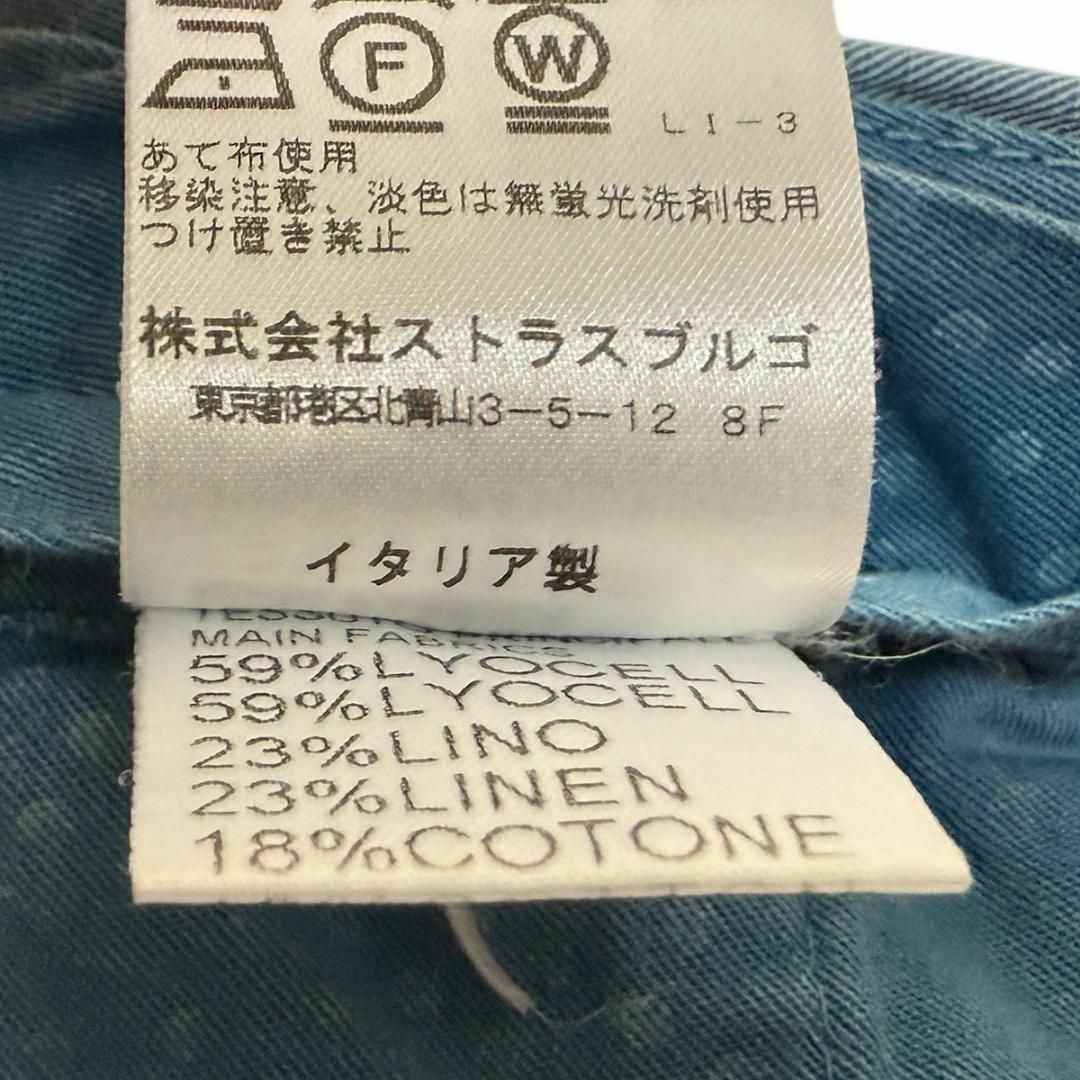 F
W
LI-3
あて布使用
移染注意、淡色は無蛍光洗剤使用
つけ置き禁止
株式会社ストラスブルゴ
東京都港区北青山3-5-12 8F
イタリア製
MAIN FABRICS
59%LYOCELL
59%LYOCELL
23%LINO
23%LINEN
18%COTONE